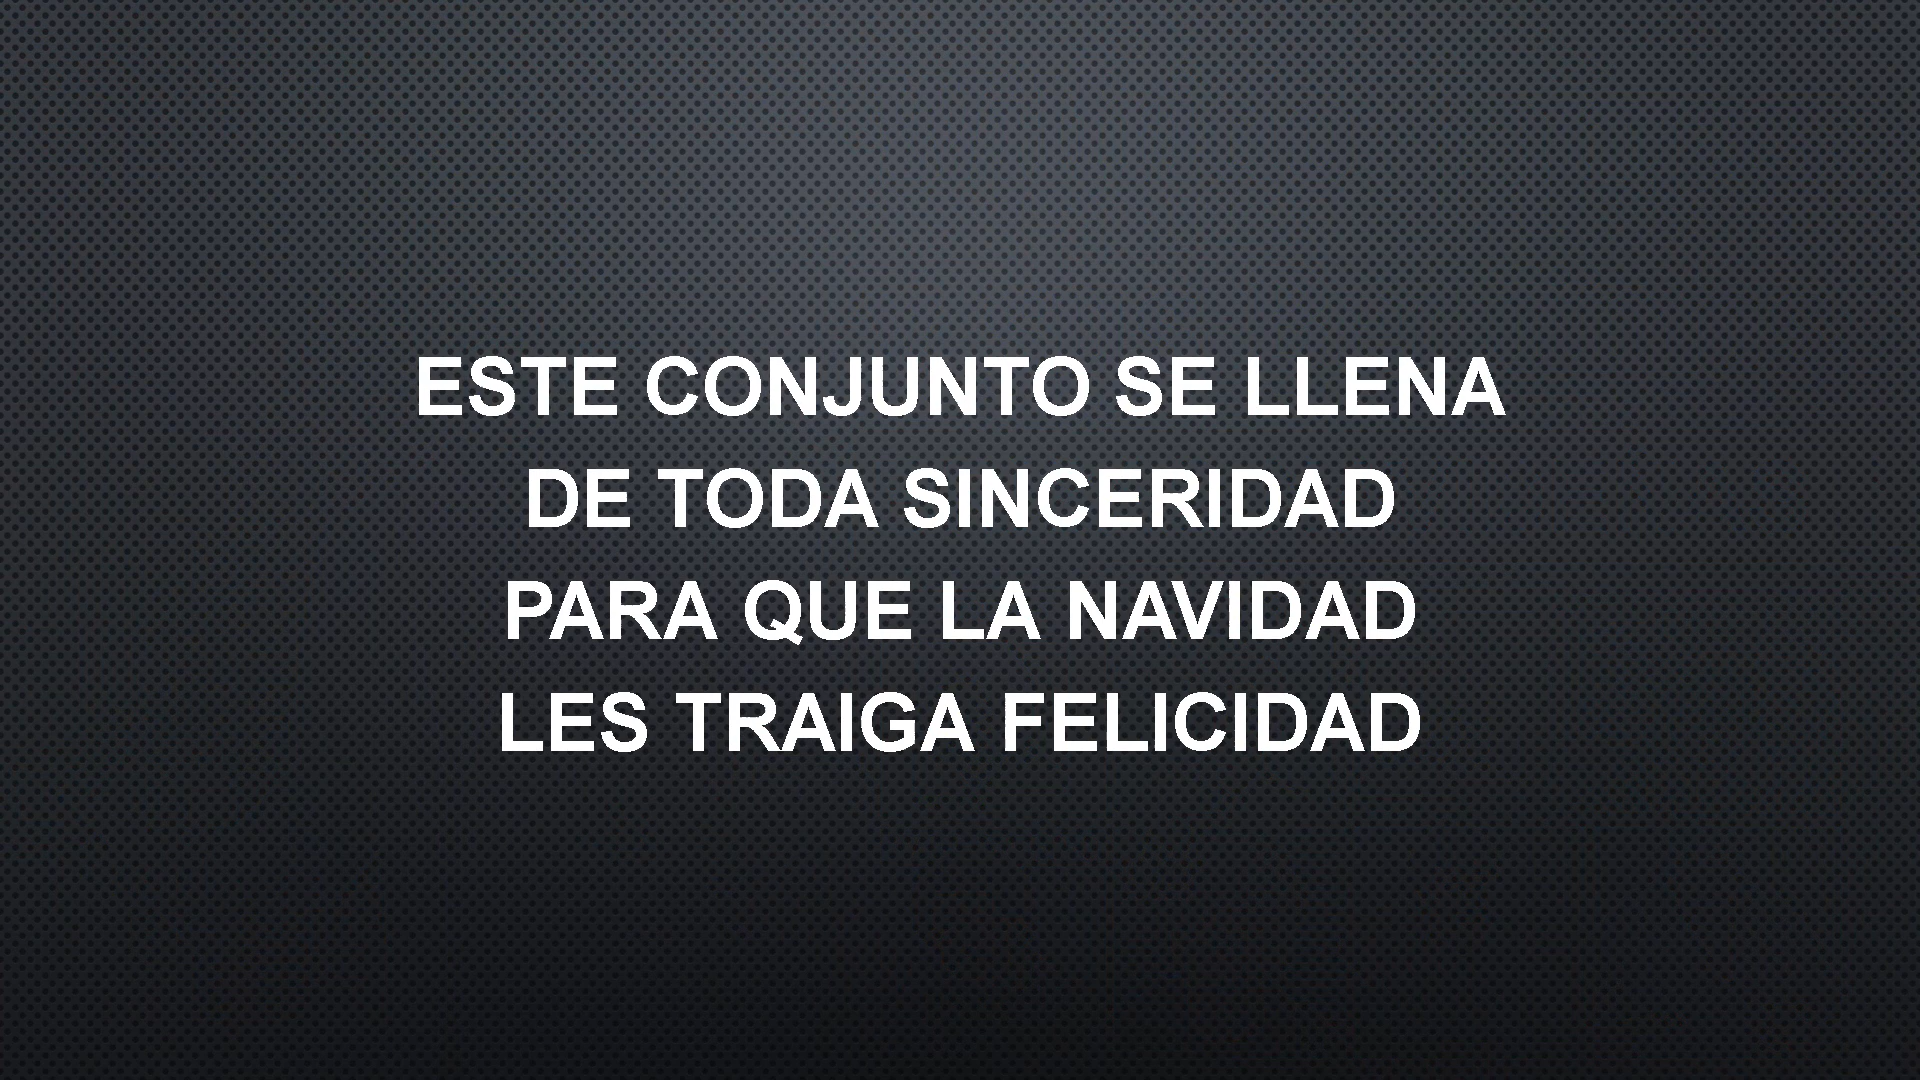 ESTE CONJUNTO SE LLENA
DE TODA SINCERIDAD
PARA QUE LA NAVIDAD
LES TRAIGA FELICIDAD